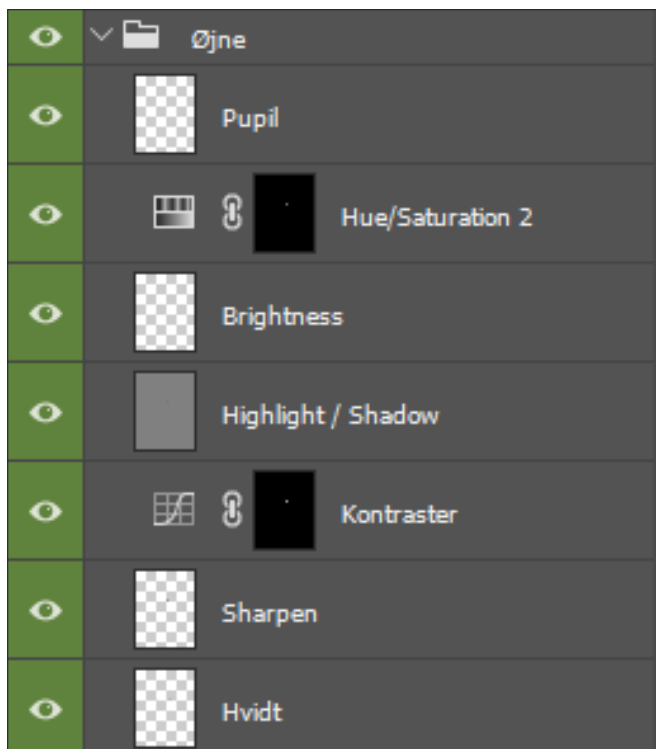 Øjne
Pupil
Hue/Saturation 2
Brightness
Highlight / Shadow
Kontraster
Sharpen
Hvidt